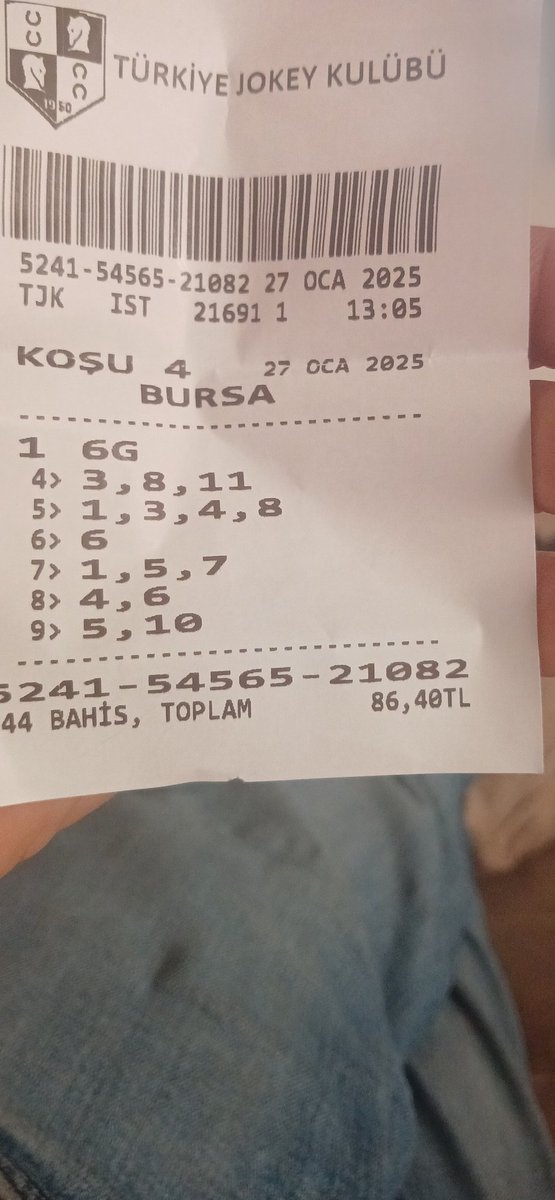 TÜRKİYE JOKEY KULÜBÜ
1950
5241-54565-21082 27 OCA 2025
TJK IST 21691 1 13:05
KOŞU 4 27 OCA 2025
BURSA
1 6G
4> 3,8,11
5> 1,3,4,8
6> 6
7> 1,5,7
8> 4,6
9> 5,10
5241-54565-21082
44 BAHİS, TOPLAM 86,40TL